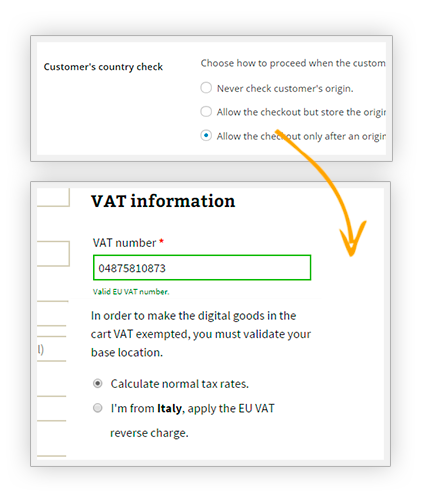 Customer's country check
Choose how to proceed when the custom
Never check customer's origin.
Allow the checkout but store the origin
Allow the checkout only after an origin
VAT information
VAT number *
04875810873
Valid EU VAT number.
In order to make the digital goods in the
cart VAT exempted, you must validate your
base location.
l)
Calculate normal tax rates.
I'm from Italy, apply the EU VAT
reverse charge.